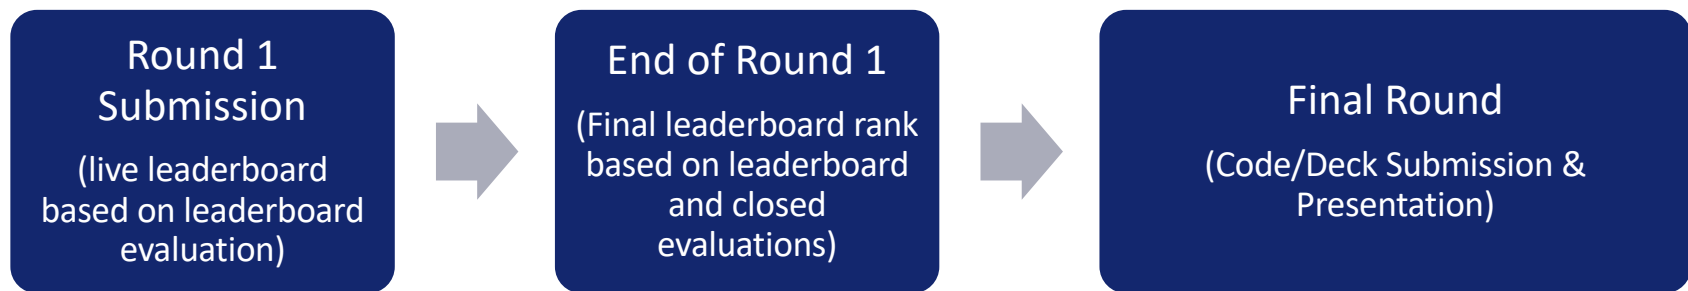 Round 1
Submission
(live leaderboard
based on leaderboard
evaluation)
End of Round 1
(Final leaderboard rank
based on leaderboard
and closed
evaluations)
Final Round
(Code/Deck Submission &
Presentation)